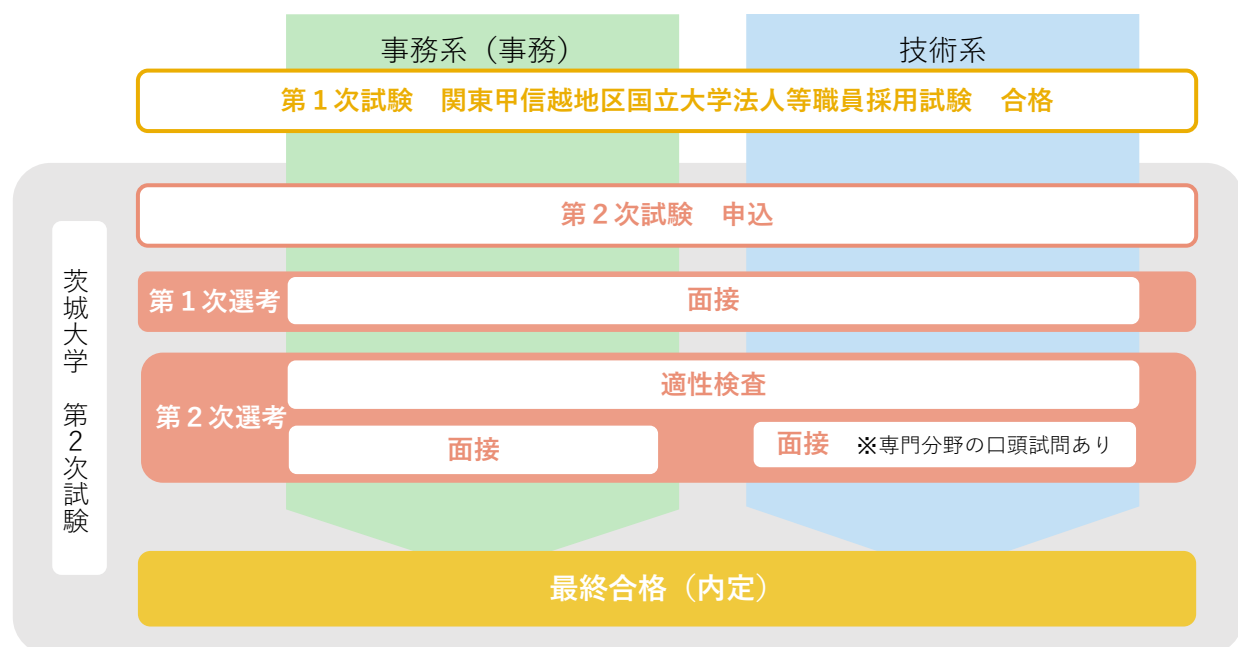 事務系（事務）
技術系
第１次試験　関東甲信越地区国立大学法人等職員採用試験　合格
茨城大学　第２次試験
第２次試験　申込
第１次選考
面接
第２次選考
適性検査
面接
面接　※専門分野の口頭試問あり
最終合格（内定）